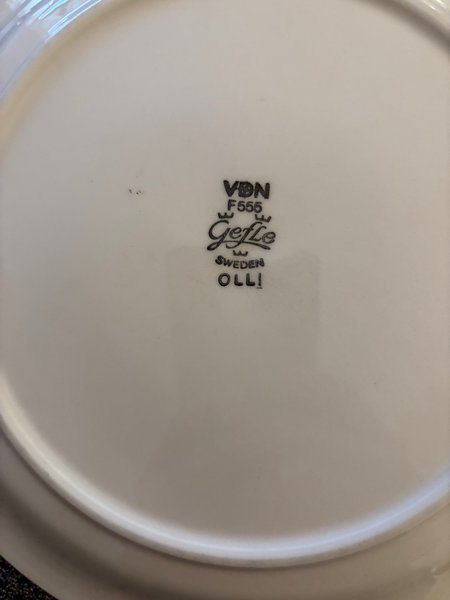 VDN
F555
Gefle
SWEDEN
OLLI